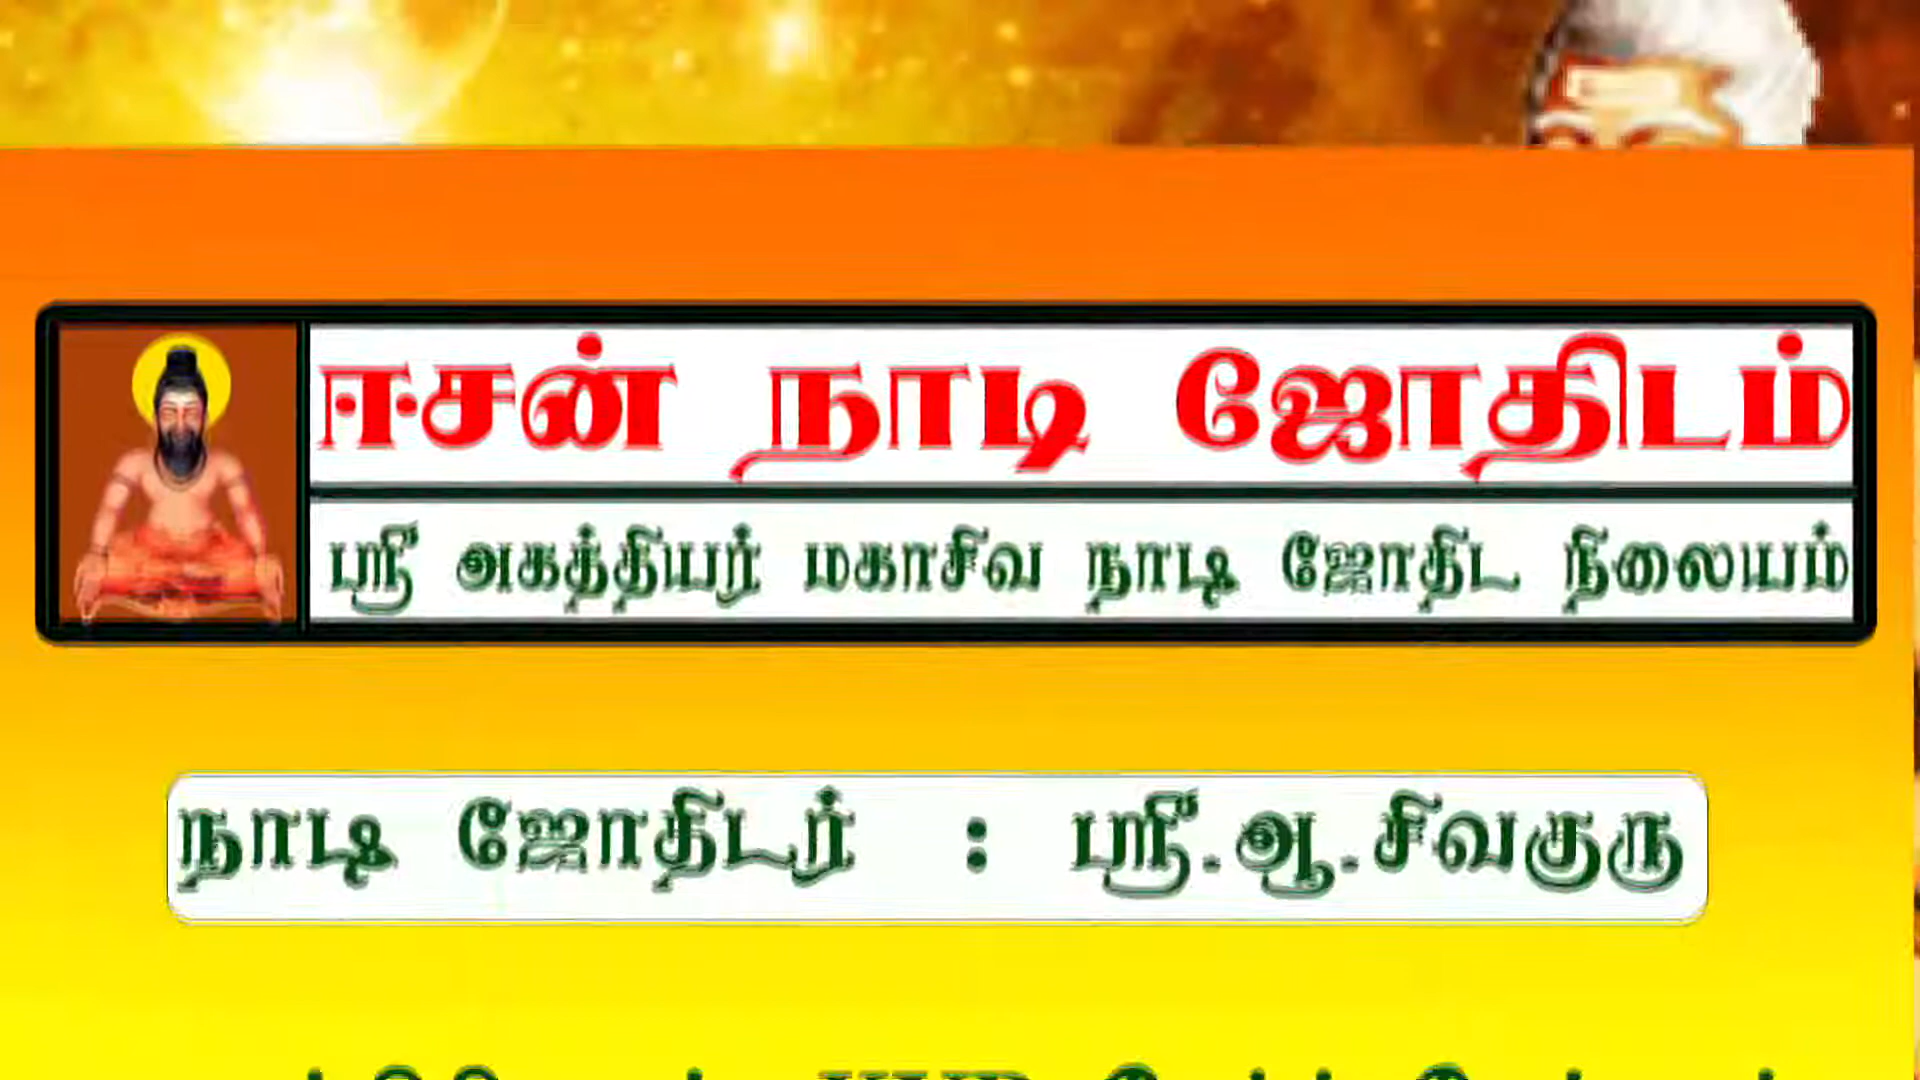 ஈசன் நாடி ஜோதிடம்
ஸ்ரீ அகத்தியர் மகாசிவ நாடி ஜோதிட நிலையம்
நாடி ஜோதிடர் : ஸ்ரீ.ஆ.சிவகுரு